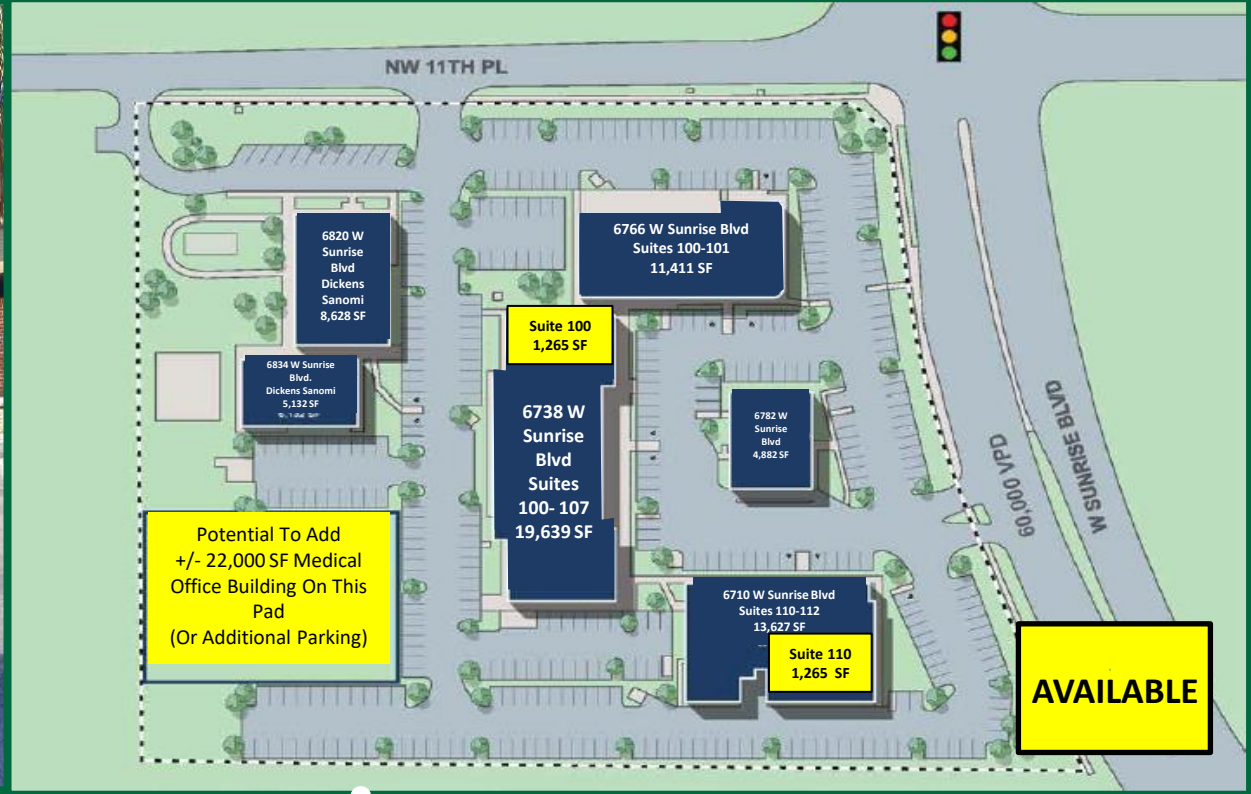 NW 11TH PL
6820 W
Sunrise
Blvd
Dickens
Sanomi
8,628 SF
6766 W Sunrise Blvd
Suites 100-101
11,411 SF
Suite 100
1,265 SF
6834 W Sunrise
Blvd.
Dickens Sanomi
5,132 SF
6738 W
Sunrise
Blvd
Suites
100- 107
19,639 SF
6782 W
Sunrise
Blvd
4,882 SF
60,000 VPD
W SUNRISE BLVD
Potential To Add
+/- 22,000 SF Medical
Office Building On This
Pad
(Or Additional Parking)
6710 W Sunrise Blvd
Suites 110-112
13,627 SF
Suite 110
1,265 SF
AVAILABLE